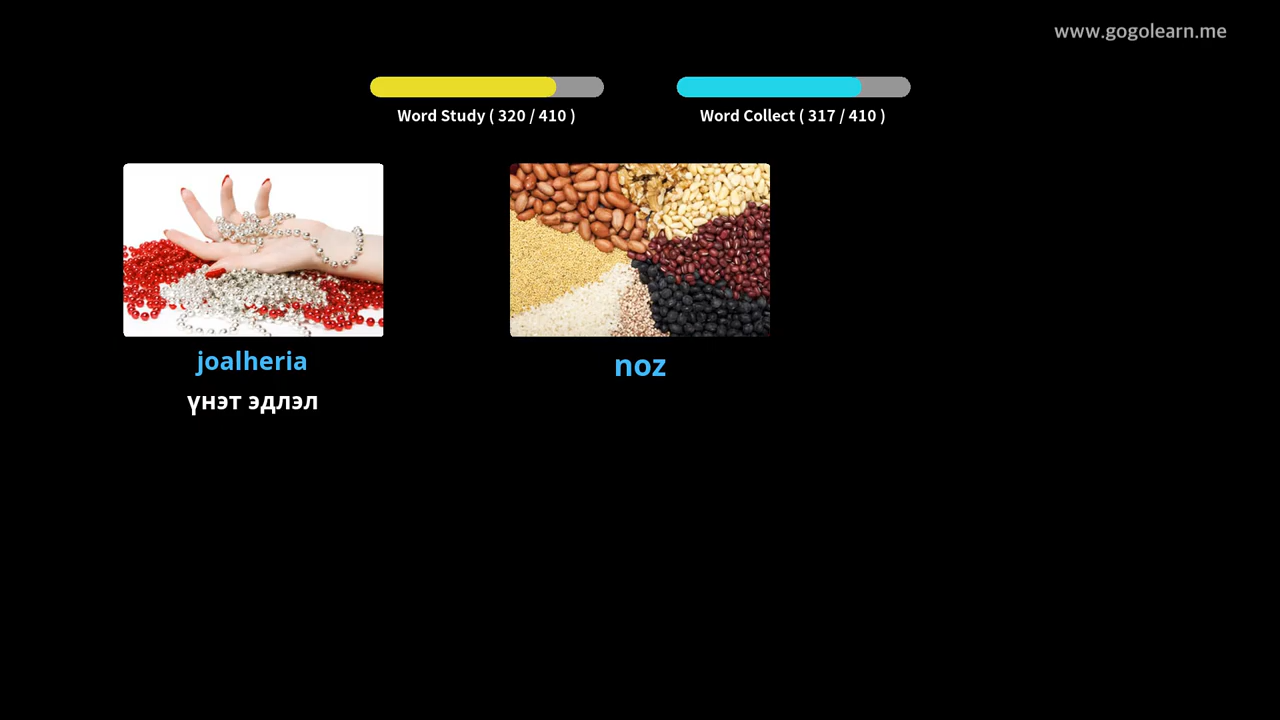 www.gogolearn.me
Word Study ( 320 / 410 )
Word Collect ( 317 / 410 )
joalheria
үнэт эдлэл
noz